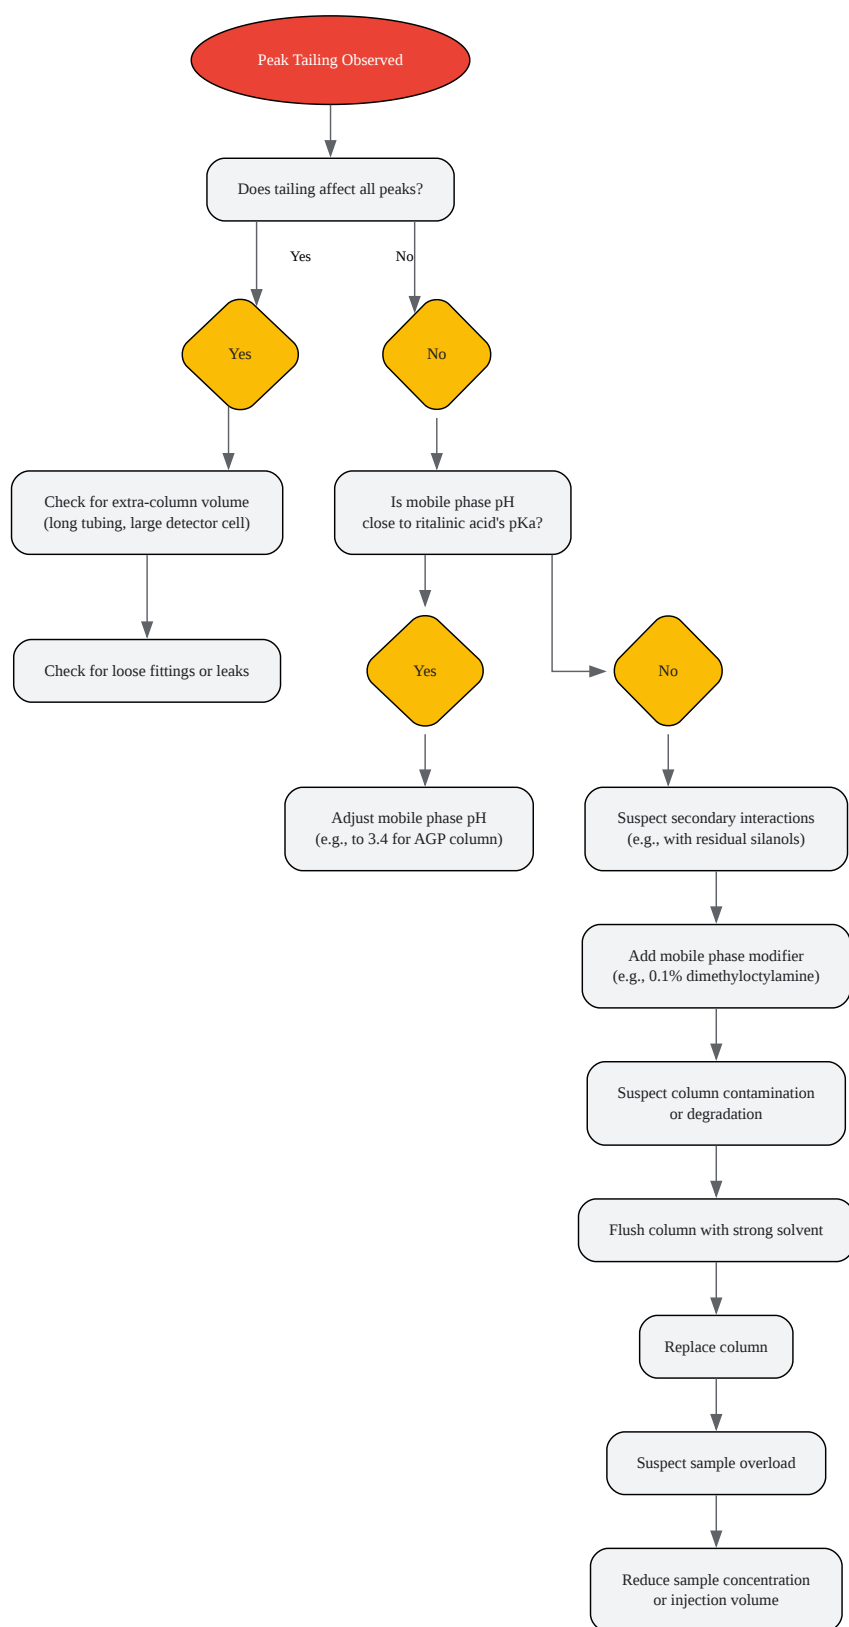 Peak Tailing Observed
Does tailing affect all peaks?
Yes
No
Yes
No
Check for extra-column volume
(long tubing, large detector cell)
Is mobile phase pH
close to ritalinic acid's pKa?
Check for loose fittings or leaks
Yes
No
Adjust mobile phase pH
(e.g., to 3.4 for AGP column)
Suspect secondary interactions
(e.g., with residual silanols)
Add mobile phase modifier
(e.g., 0.1% dimethyloctylamine)
Suspect column contamination
or degradation
Flush column with strong solvent
Replace column
Suspect sample overload
Reduce sample concentration
or injection volume